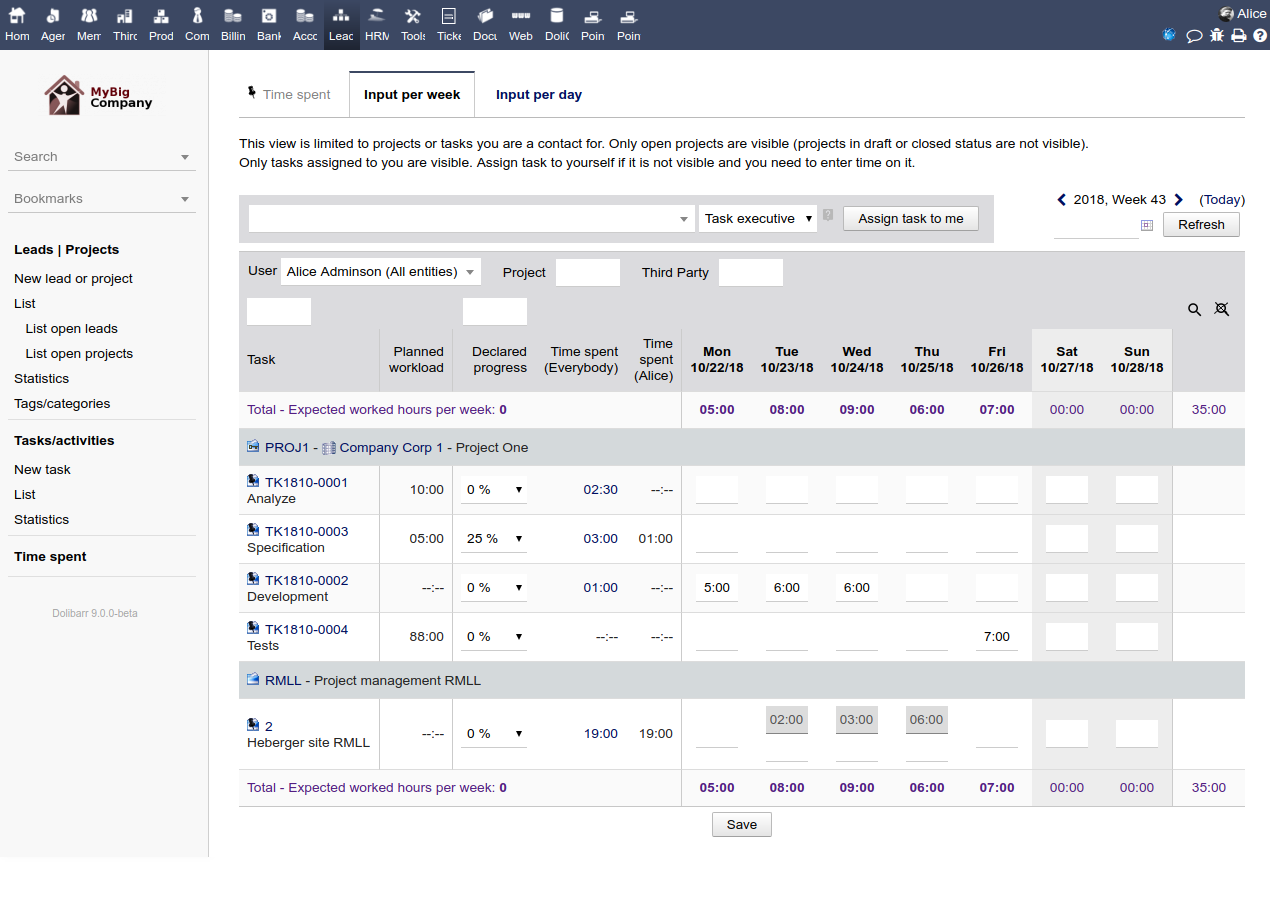 Hom Ager Mem Thirc Prod Com Billin Bank Acco Leac HRM Tools Ticke Docu Web DoliC Poin Poin
Alice
MyBig
Company
Search
Bookmarks
Leads | Projects
New lead or project
List
List open leads
List open projects
Statistics
Tags/categories
Tasks/activities
New task
List
Statistics
Time spent
Dolibarr 9.0.0-beta
Time spent Input per week Input per day
This view is limited to projects or tasks you are a contact for. Only open projects are visible (projects in draft or closed status are not visible).
Only tasks assigned to you are visible. Assign task to yourself if it is not visible and you need to enter time on it.
2018, Week 43 (Today)
Task executive ? Assign task to me Refresh
User Alice Adminson (All entities) Project Third Party
Task Planned workload Declared progress Time spent (Everybody) Time spent (Alice) Mon 10/22/18 Tue 10/23/18 Wed 10/24/18 Thu 10/25/18 Fri 10/26/18 Sat 10/27/18 Sun 10/28/18
Total - Expected worked hours per week: 0 05:00 08:00 09:00 06:00 07:00 00:00 00:00 35:00
PROJ1 - Company Corp 1 - Project One
TK1810-0001
Analyze 10:00 0 % 02:30 --:--
TK1810-0003
Specification 05:00 25 % 03:00 01:00
TK1810-0002
Development --:-- 0 % 01:00 --:-- 5:00 6:00 6:00
TK1810-0004
Tests 88:00 0 % --:-- --:-- 7:00
RMLL - Project management RMLL
02:00 03:00 06:00
2
Heberger site RMLL --:-- 0 % 19:00 19:00
Total - Expected worked hours per week: 0 05:00 08:00 09:00 06:00 07:00 00:00 00:00 35:00
Save